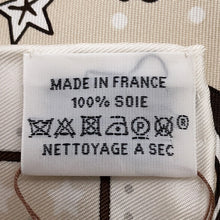 MADE IN FRANCE
100% SOIE
®
NETTOYAGE A SEC